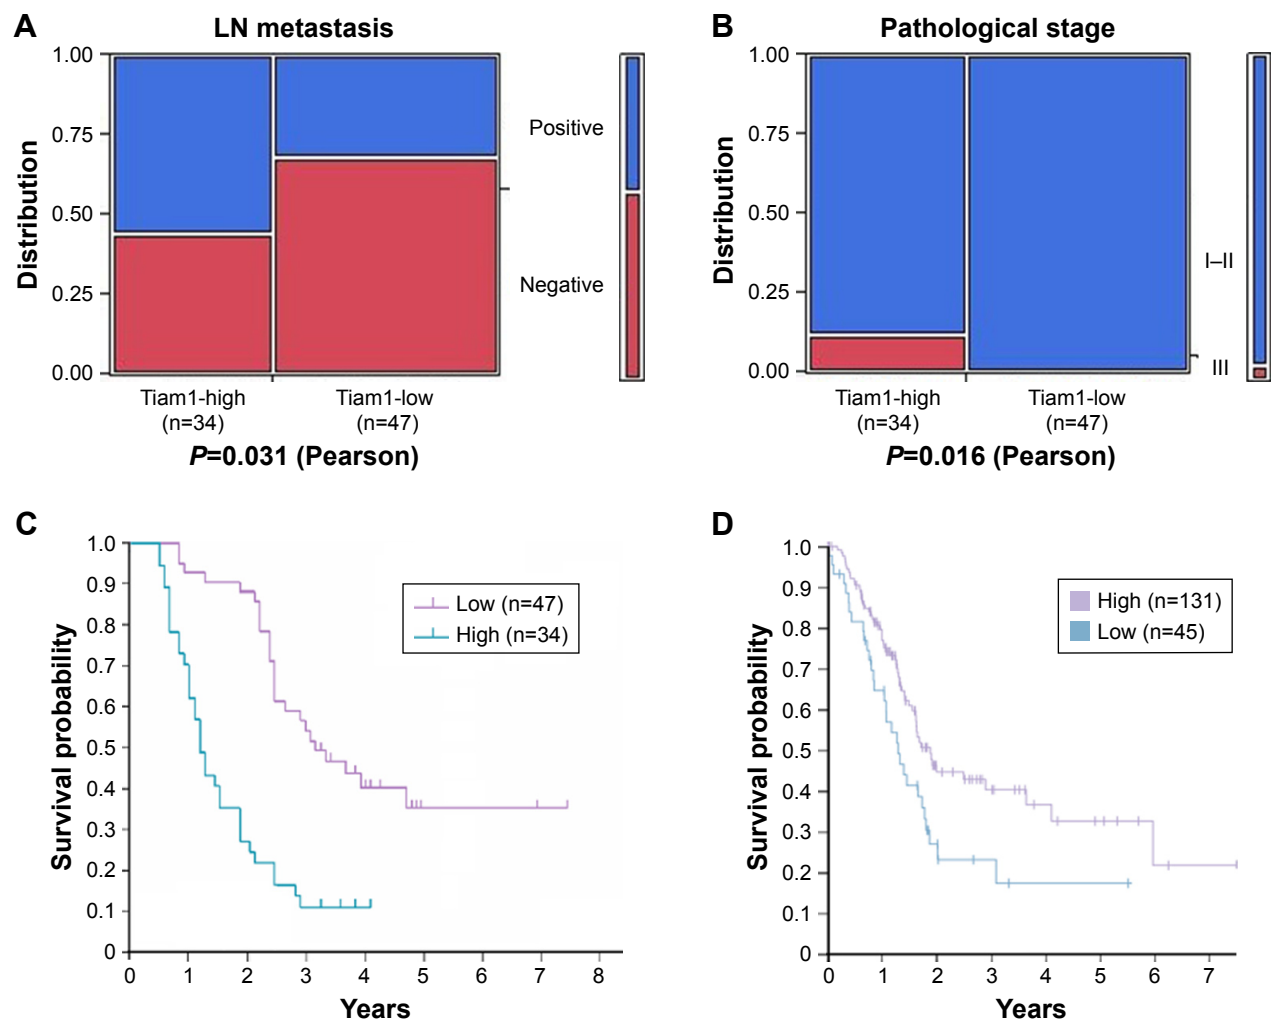 A
LN metastasis
Distribution
1.00
0.75
0.50
0.25
0.00
Positive
Negative
Tiam1-high
(n=34)
Tiam1-low
(n=47)
P=0.031 (Pearson)
B
Pathological stage
Distribution
1.00
0.75
0.50
0.25
0.00
I–II
III
Tiam1-high
(n=34)
Tiam1-low
(n=47)
P=0.016 (Pearson)
C
Survival probability
1.0
0.9
0.8
0.7
0.6
0.5
0.4
0.3
0.2
0.1
0
Low (n=47)
High (n=34)
0 1 2 3 4 5 6 7 8
Years
D
Survival probability
1.0
0.9
0.8
0.7
0.6
0.5
0.4
0.3
0.2
0.1
0
High (n=131)
Low (n=45)
0 1 2 3 4 5 6 7
Years